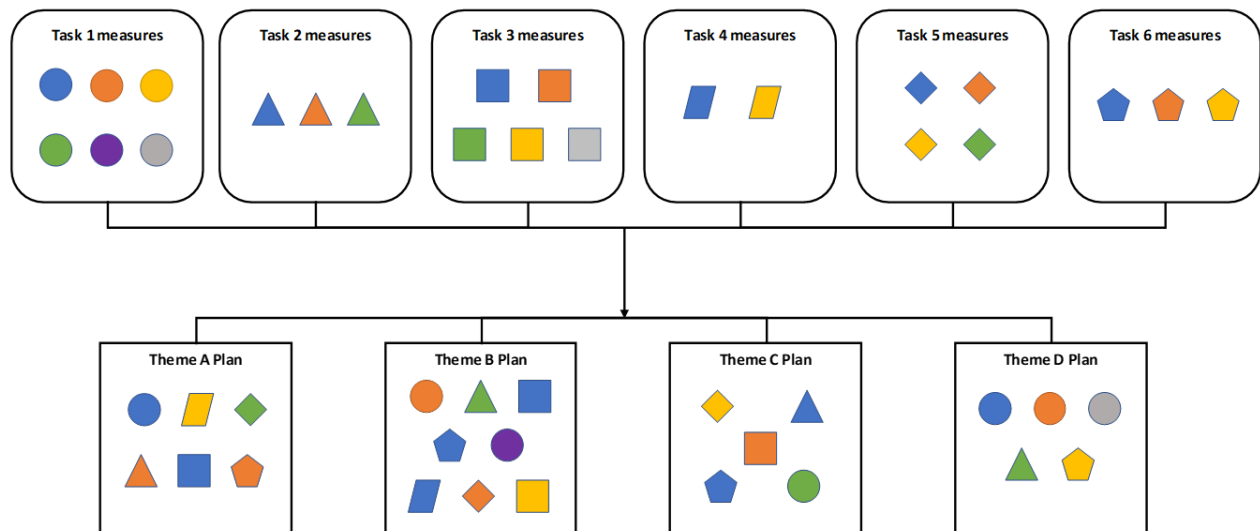 Task 1 measures
Task 2 measures
Task 3 measures
Task 4 measures
Task 5 measures
Task 6 measures
Theme A Plan
Theme B Plan
Theme C Plan
Theme D Plan